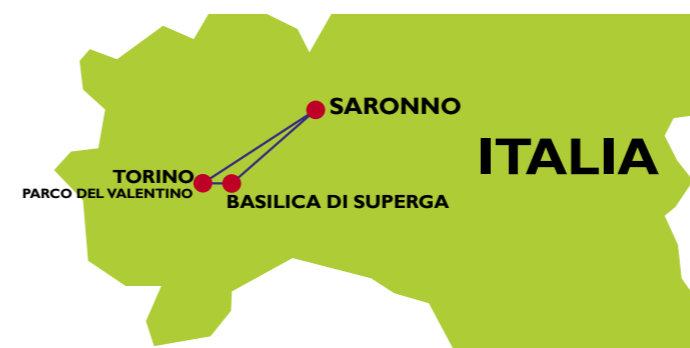 SARONNO
ITALIA
TORINO
PARCO DEL VALENTINO
BASILICA DI SUPERGA